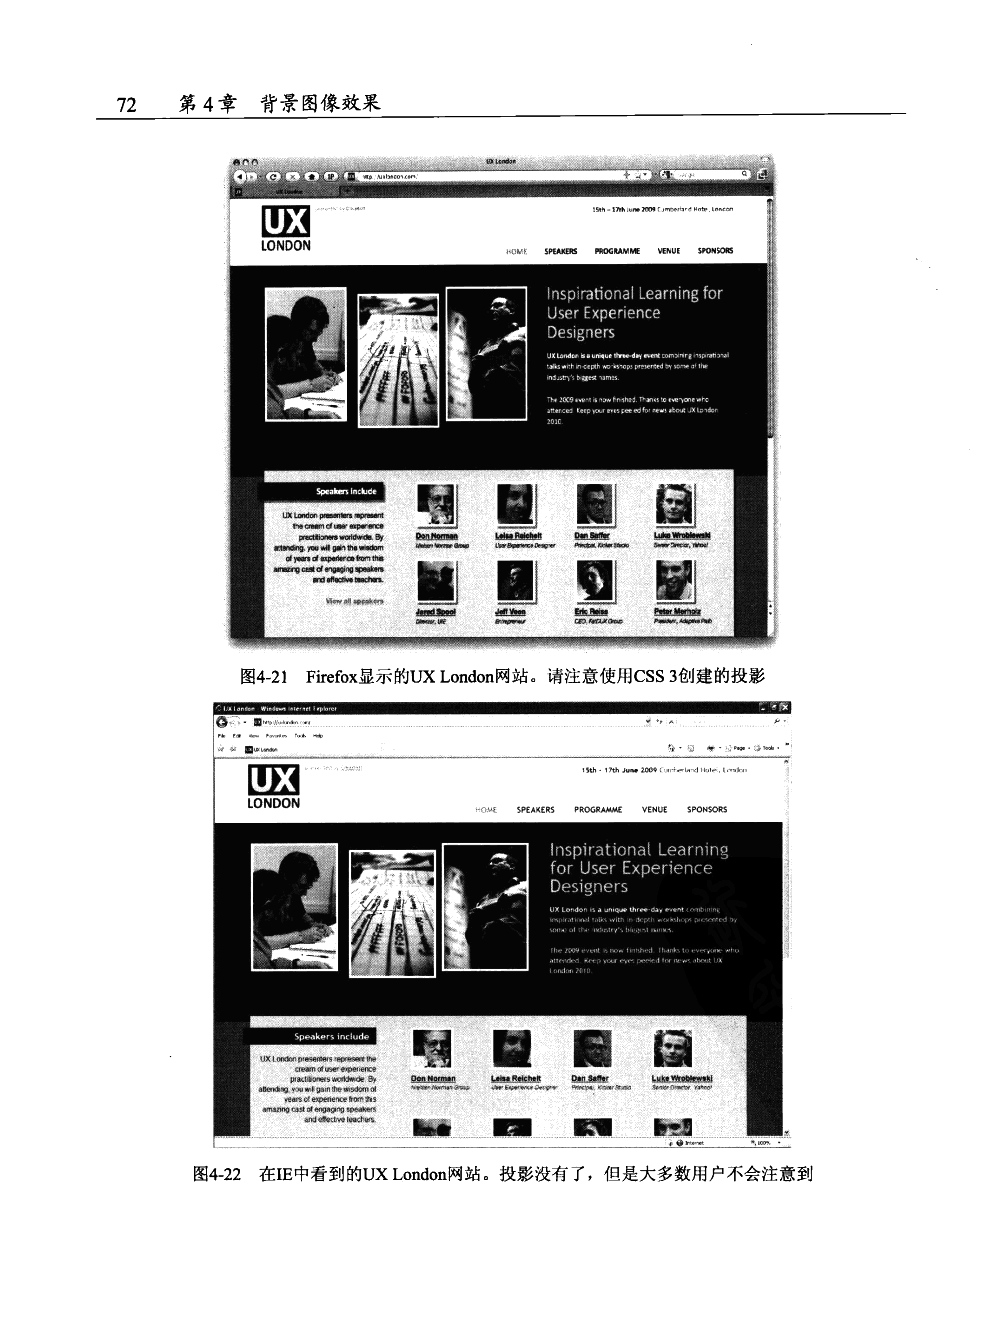 72 第 4 章 背景图像效果
UX London
http://uxlondon.com/
UX London
UX
LONDON
15th – 17th June 2009 Cumberland Hotel, London
HOME SPEAKERS PROGRAMME VENUE SPONSORS
Inspirational Learning for
User Experience
Designers
UX London is a unique three-day event combining inspirational
talks with in-depth workshops presented by some of the
industry's biggest names.
The 2009 event is now finished. Thanks to everyone who
attended. Keep your eyes peeled for news about UX London
2010.
Speakers include
UX London presenters represent
the cream of user experience
practitioners worldwide. By
attending, you will gain the wisdom
of years of experience from this
amazing cast of engaging speakers
and effective teachers.
View all speakers
Don Norman
Nielsen Norman Group
Leisa Reichelt
User Experience Designer
Dan Saffer
Principal, Kicker Studio
Luke Wroblewski
Senior Director, Yahoo!
Jared Spool
Director, UIE
Jeff Veen
Entrepreneur
Eric Reiss
CEO, FatDUX Group
Peter Merholz
President, Adaptive Path
图4-21 Firefox显示的UX London网站。请注意使用CSS 3创建的投影
UX London - Windows Internet Explorer
http://uxlondon.com/
File Edit View Favorites Tools Help
UX London
Page Tools
UX
LONDON
15th - 17th June 2009 Cumberland Hotel, London
HOME SPEAKERS PROGRAMME VENUE SPONSORS
Inspirational Learning
for User Experience
Designers
UX London is a unique three-day event combining
inspirational talks with in-depth workshops presented by
some of the industry's biggest names.
The 2009 event is now finished. Thanks to everyone who
attended. Keep your eyes peeled for news about UX
London 2010.
Speakers include
UX London presenters represent the
cream of user experience
practitioners worldwide. By
attending, you will gain the wisdom of
years of experience from this
amazing cast of engaging speakers
and effective teachers.
Don Norman
Nielsen Norman Group
Leisa Reichelt
User Experience Designer
Dan Saffer
Principal, Kicker Studio
Luke Wroblewski
Senior Director, Yahoo!
Internet 100%
图4-22 在IE中看到的UX London网站。投影没有了，但是大多数用户不会注意到